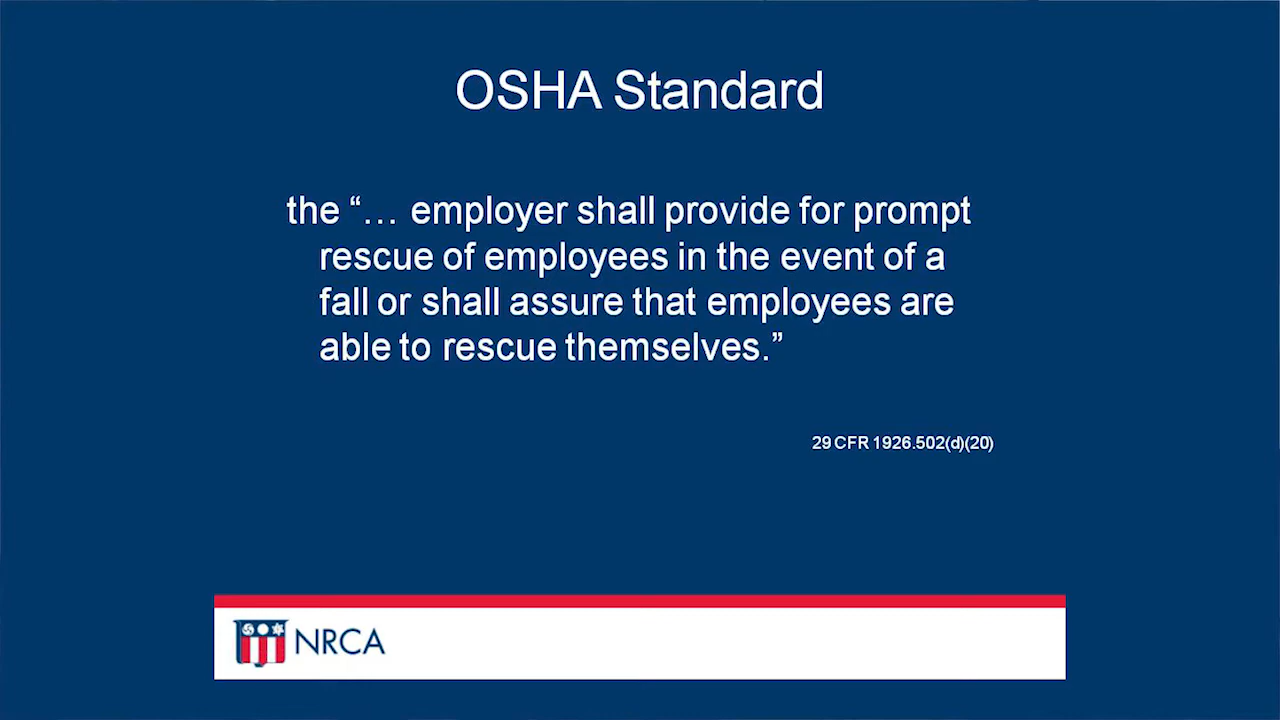 OSHA Standard
the “… employer shall provide for prompt
rescue of employees in the event of a
fall or shall assure that employees are
able to rescue themselves.”
29 CFR 1926.502(d)(20)
NRCA